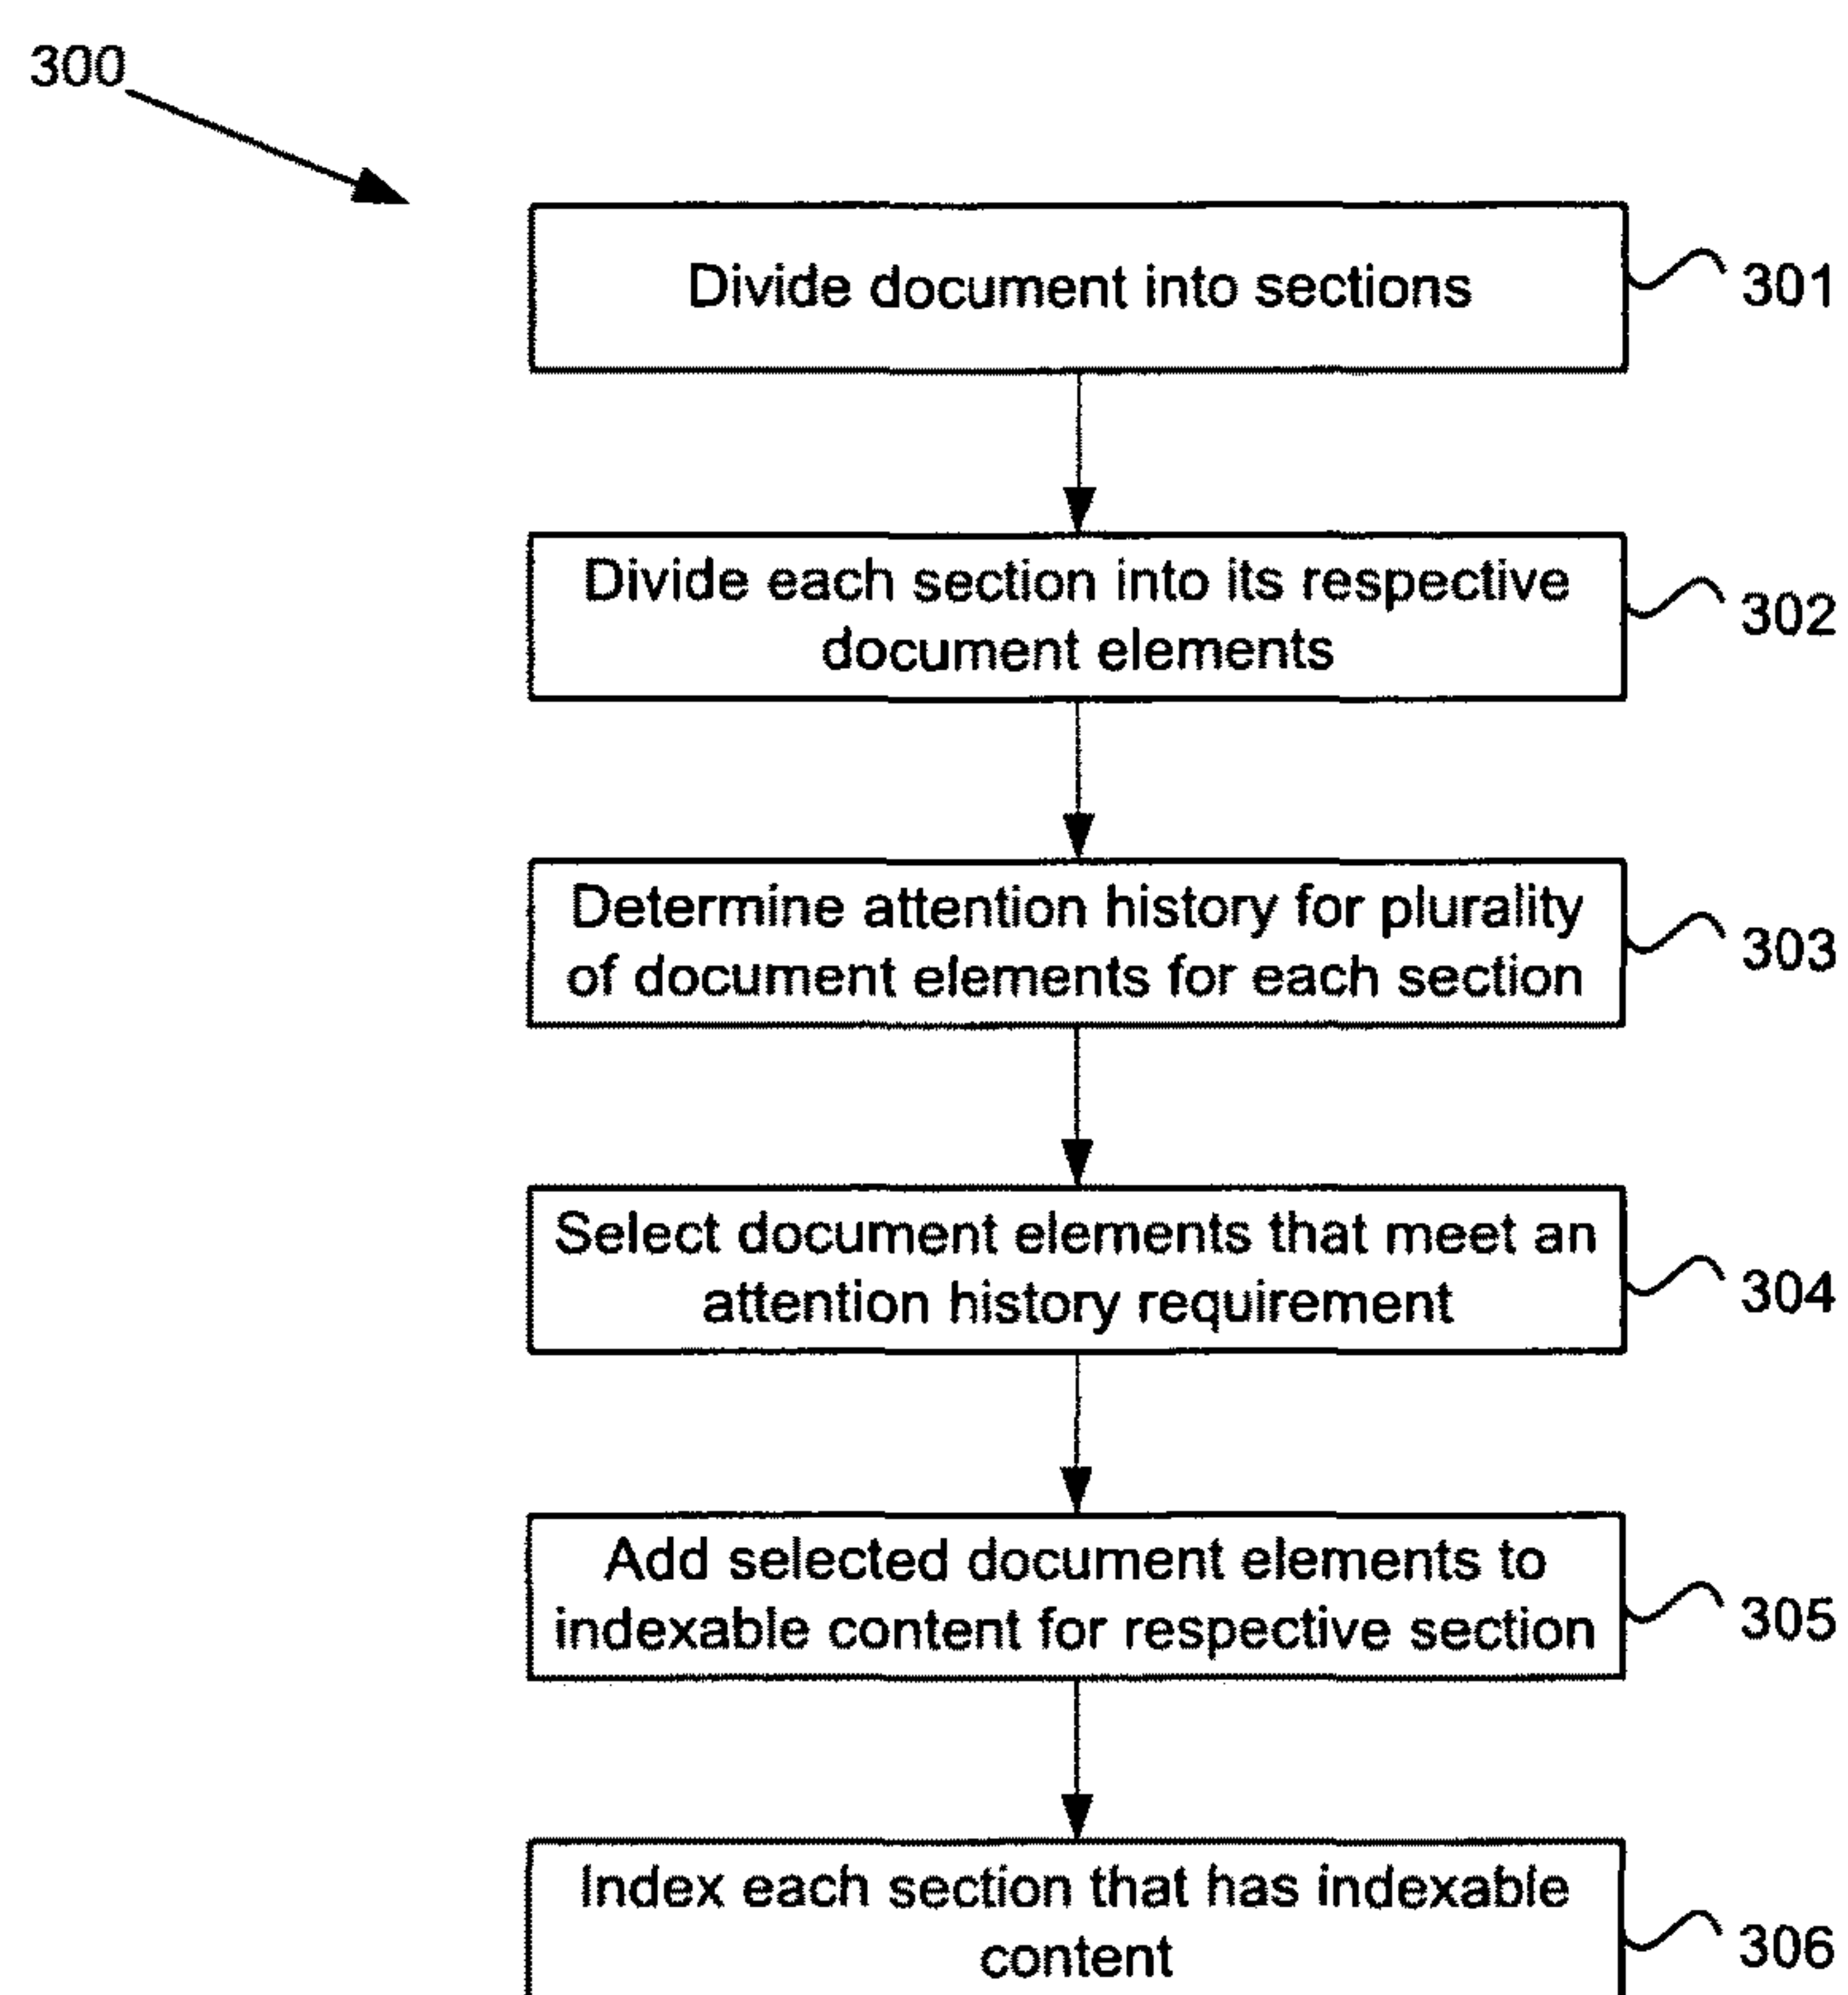 300
Divide document into sections
301
Divide each section into its respective
document elements
302
Determine attention history for plurality
of document elements for each section
303
Select document elements that meet an
attention history requirement
304
Add selected document elements to
indexable content for respective section
305
Index each section that has indexable
content
306